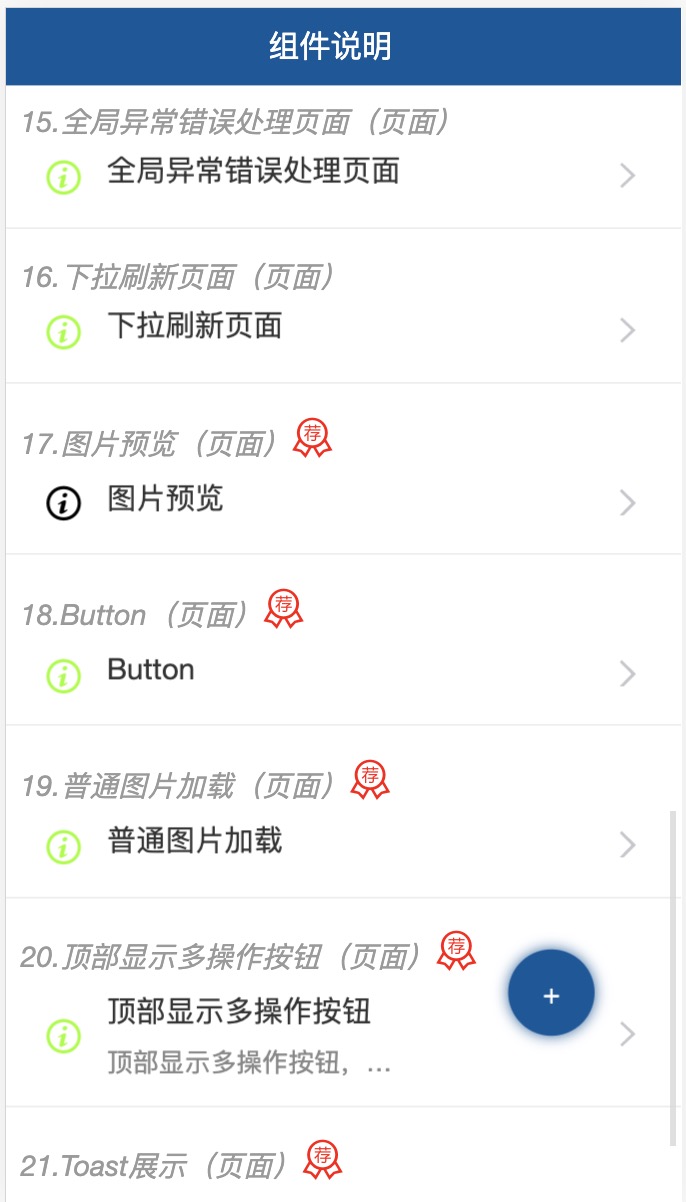 组件说明
15.全局异常错误处理页面（页面）
全局异常错误处理页面
16.下拉刷新页面（页面）
下拉刷新页面
17.图片预览（页面） 荐
图片预览
18.Button（页面） 荐
Button
19.普通图片加载（页面） 荐
普通图片加载
20.顶部显示多操作按钮（页面） 荐
顶部显示多操作按钮
+
顶部显示多操作按钮，...
21.Toast展示（页面） 荐